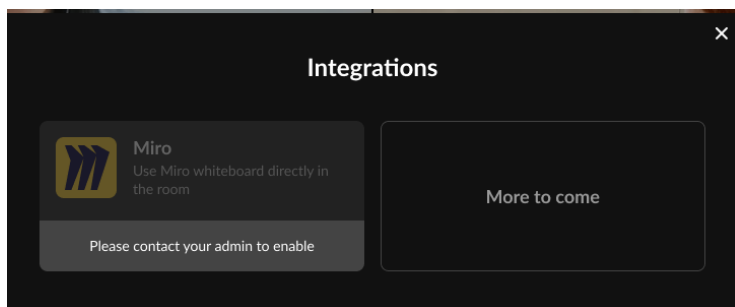 Integrations
Miro
Use Miro whiteboard directly in
the room
Please contact your admin to enable
More to come